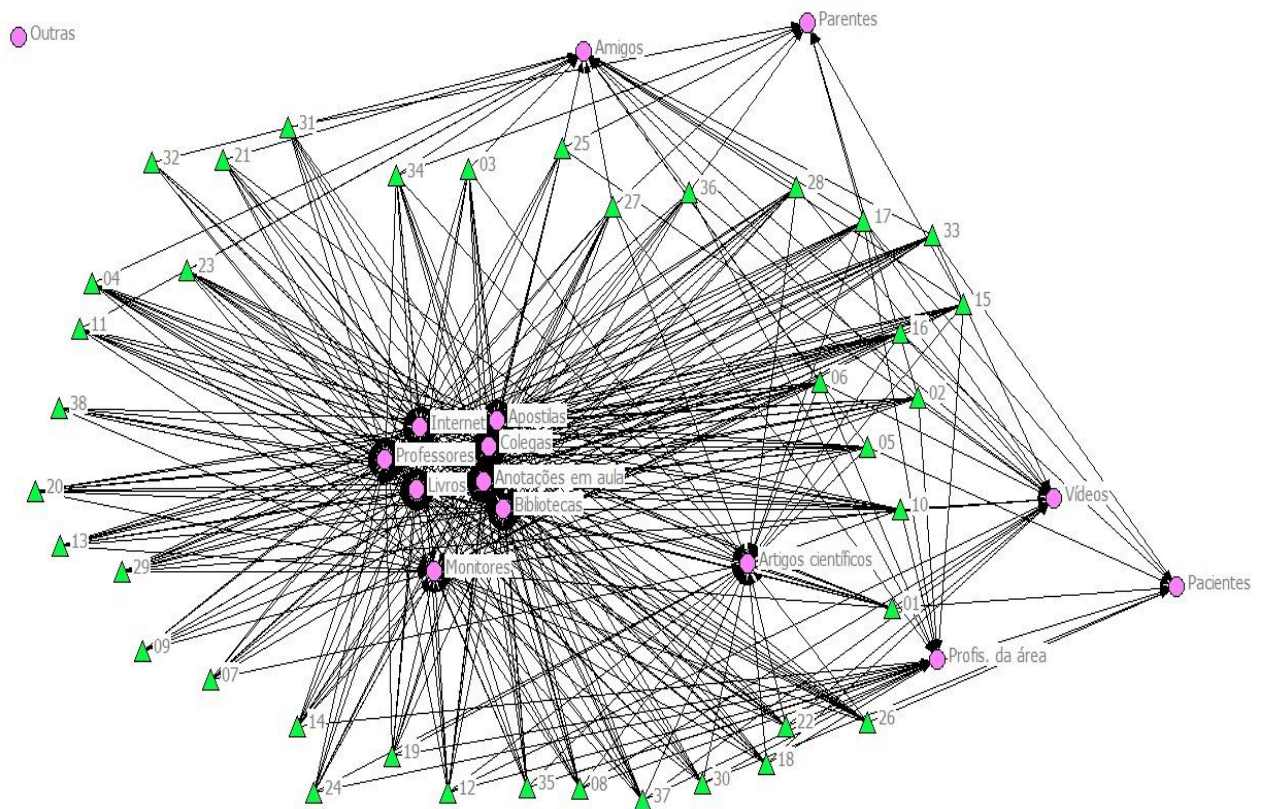 Outras
Parentes
Amigos
31
32
21
34
03
25
27
36
28
17
33
04
23
11
15
16
06
02
38
Internet
Apostilas
Colegas
Professores
05
Livros
Anotações em aula
20
Bibliotecas
10
Vídeos
13
29
Monitores
Artigos científicos
Pacientes
01
09
Profis. da área
07
14
22
26
19
18
24
12
35
08
37
30